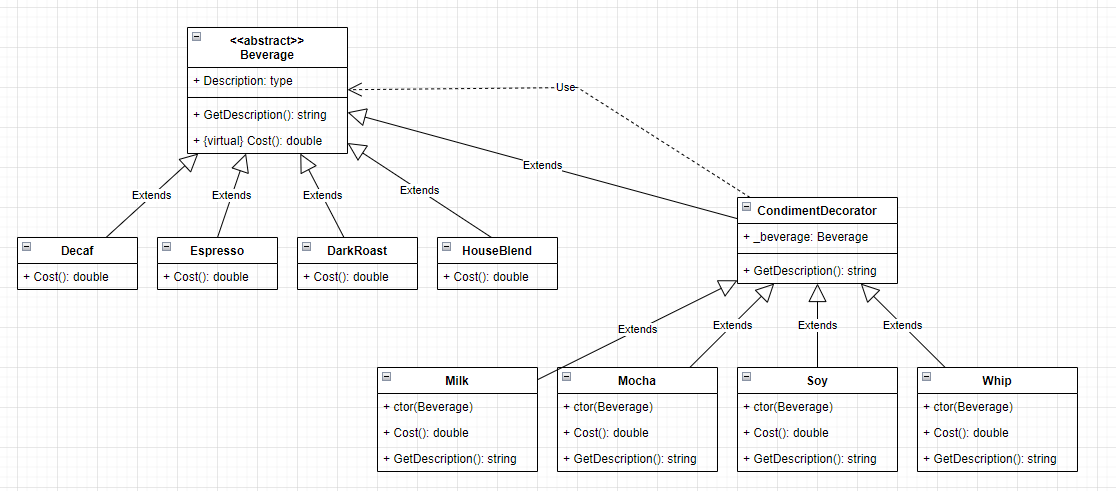 <<abstract>>
Beverage
+ Description: type
+ GetDescription(): string
+ {virtual} Cost(): double
Use
Extends
Extends
Extends
Extends
Extends
CondimentDecorator
+ _beverage: Beverage
+ GetDescription(): string
Decaf
+ Cost(): double
Espresso
+ Cost(): double
DarkRoast
+ Cost(): double
HouseBlend
+ Cost(): double
Extends
Extends
Extends
Extends
Milk
+ ctor(Beverage)
+ Cost(): double
+ GetDescription(): string
Mocha
+ ctor(Beverage)
+ Cost(): double
+ GetDescription(): string
Soy
+ ctor(Beverage)
+ Cost(): double
+ GetDescription(): string
Whip
+ ctor(Beverage)
+ Cost(): double
+ GetDescription(): string